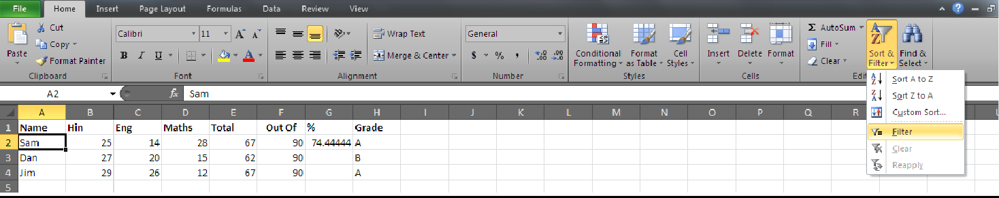 File Home Insert Page Layout Formulas Data Review View
Cut
Copy
Format Painter
Paste
Clipboard
Calibri 11 A A
B I U A
Font
Wrap Text
Merge & Center
Alignment
General
$ % , .0 .00 .00 .0
Number
Conditional Formatting
Format as Table
Cell Styles
Styles
Insert Delete Format
Cells
Σ AutoSum
Fill
Clear
Sort & Filter
Find & Select
Edit
Sort A to Z
Sort Z to A
Custom Sort...
Filter
Clear
Reapply
A2 fx Sam
A B C D E F G H I J K L M N O P Q R U
1 Name Hin Eng Maths Total Out Of % Grade
2 Sam 25 14 28 67 90 74.44444 A
3 Dan 27 20 15 62 90 B
4 Jim 29 26 12 67 90 A
5